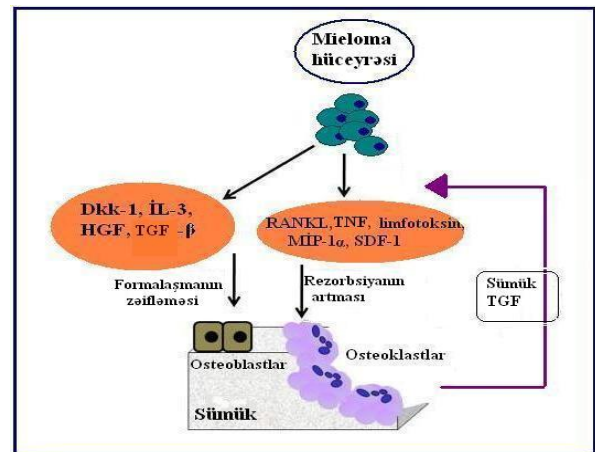 Mieloma
hüceyrəsi
Dkk-1, İL-3,
HGF, TGF -β
RANKL, TNF, limfotoksin,
MİP-1α, SDF-1
Formalaşmanın
zəifləməsi
Rezorbsiyanın
artması
Sümük
TGF
Osteoblastlar
Osteoklastlar
Sümük